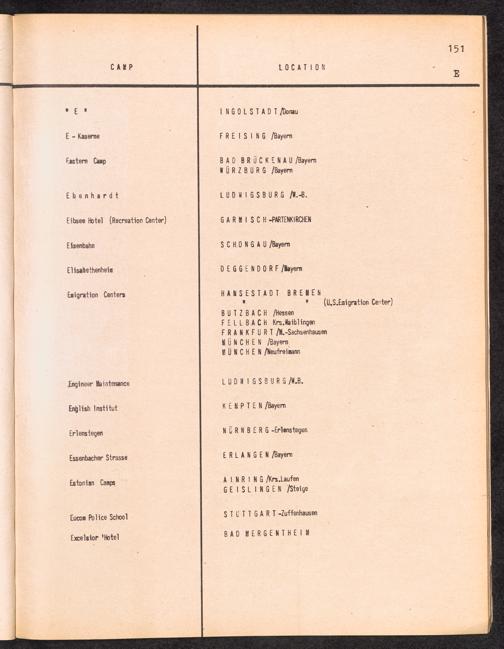 151
CAMP LOCATION
E
" E " INGOLSTADT/Donau
E - Kaserne FREISING /Bayern
Eastern Camp BAD BRÜCKENAU/Bayern
WÜRZBURG /Bayern
Ebenhardt LUDWIGSBURG /W.-B.
Eibsee Hotel (Recreation Center) GARMISCH-PARTENKIRCHEN
Eisenbahn SCHONGAU/Bayern
Elisabethenheim DEGGENDORF/Bayern
Emigration Centers HANSESTADT BREMEN
" " (U.S.Emigration Center)
BUTZBACH /Hessen
FELLBACH Krs.Waiblingen
FRANKFURT/M.-Sachsenhausen
MÜNCHEN /Bayern
MÜNCHEN /Neufreimann
Engineer Maintenance LUDWIGSBURG/W.B.
English Institut KEMPTEN/Bayern
Erlenstegen NÜRNBERG-Erlenstegen
Essenbacher Strasse ERLANGEN/Bayern
Estonian Camps AINRING/Krs.Laufen
GEISLINGEN /Steige
Eucom Police School STUTTGART-Zuffenhausen
Excelsior 'Hotel BAD MERGENTHEIM